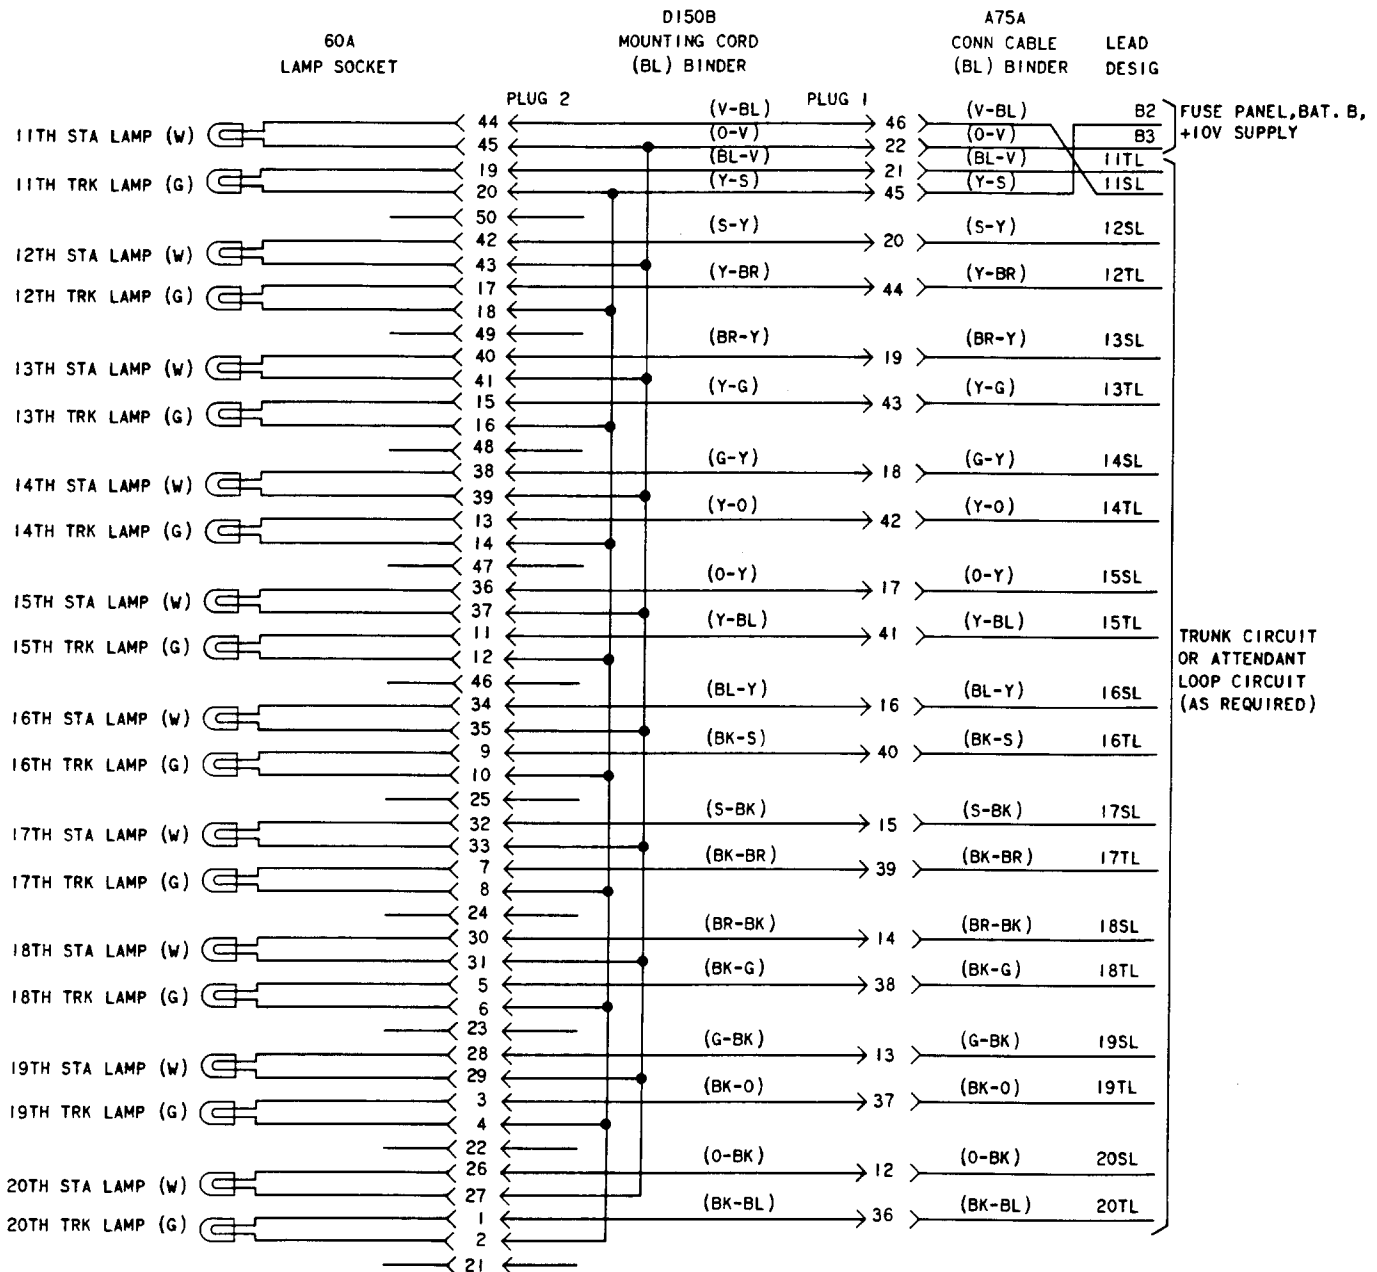 60A
LAMP SOCKET
D150B
MOUNTING CORD
(BL) BINDER
A75A
CONN CABLE
(BL) BINDER
LEAD
DESIG
PLUG 2
PLUG 1
FUSE PANEL, BAT. B,
+10V SUPPLY
11TH STA LAMP (W)
44 (V-BL) 46 (V-BL) B2
45 (O-V) 22 (O-V) B3
11TH TRK LAMP (G)
19 (BL-V) 21 (BL-V) 11TL
20 (Y-S) 45 (Y-S) 11SL
50
12TH STA LAMP (W)
42 (S-Y) 20 (S-Y) 12SL
43
12TH TRK LAMP (G)
17 (Y-BR) 44 (Y-BR) 12TL
18
49
13TH STA LAMP (W)
40 (BR-Y) 19 (BR-Y) 13SL
41
13TH TRK LAMP (G)
15 (Y-G) 43 (Y-G) 13TL
16
48
14TH STA LAMP (W)
38 (G-Y) 18 (G-Y) 14SL
39
14TH TRK LAMP (G)
13 (Y-O) 42 (Y-O) 14TL
14
47
15TH STA LAMP (W)
36 (O-Y) 17 (O-Y) 15SL
37
15TH TRK LAMP (G)
11 (Y-BL) 41 (Y-BL) 15TL
12
46
TRUNK CIRCUIT
OR ATTENDANT
LOOP CIRCUIT
(AS REQUIRED)
16TH STA LAMP (W)
34 (BL-Y) 16 (BL-Y) 16SL
35
16TH TRK LAMP (G)
9 (BK-S) 40 (BK-S) 16TL
10
25
17TH STA LAMP (W)
32 (S-BK) 15 (S-BK) 17SL
33
17TH TRK LAMP (G)
7 (BK-BR) 39 (BK-BR) 17TL
8
24
18TH STA LAMP (W)
30 (BR-BK) 14 (BR-BK) 18SL
31
18TH TRK LAMP (G)
5 (BK-G) 38 (BK-G) 18TL
6
23
19TH STA LAMP (W)
28 (G-BK) 13 (G-BK) 19SL
29
19TH TRK LAMP (G)
3 (BK-O) 37 (BK-O) 19TL
4
22
20TH STA LAMP (W)
26 (O-BK) 12 (O-BK) 20SL
27
20TH TRK LAMP (G)
1 (BK-BL) 36 (BK-BL) 20TL
2
21